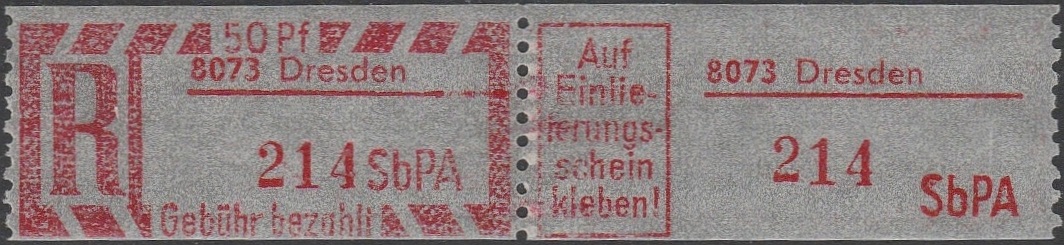 50 Pf
8073 Dresden
R
214 SbPA
Gebühr bezahlt
Auf
Einlie-
ferungs-
schein
kleben!
8073 Dresden
214
SbPA